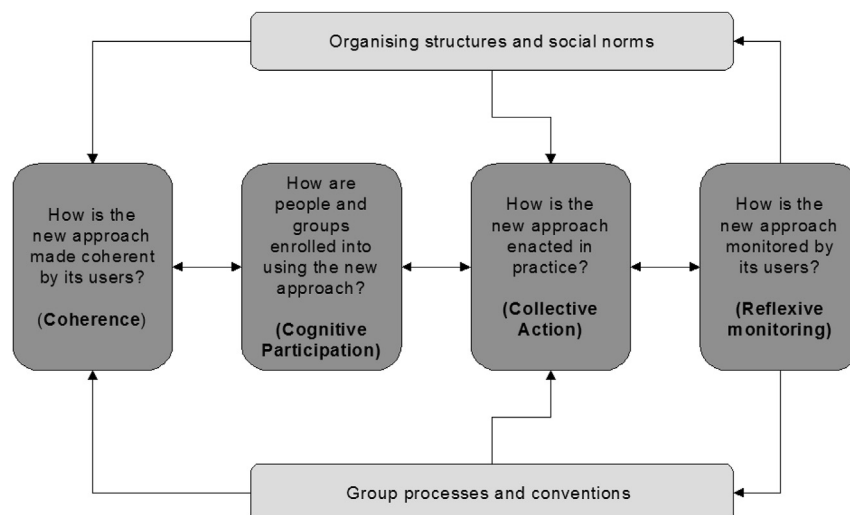 Organising structures and social norms
How is the
new approach
made coherent
by its users?
(Coherence)
How are
people and
groups
enrolled into
using the new
approach?
(Cognitive
Participation)
How is the
new approach
enacted in
practice?
(Collective
Action)
How is the
new approach
monitored by
its users?
(Reflexive
monitoring)
Group processes and conventions